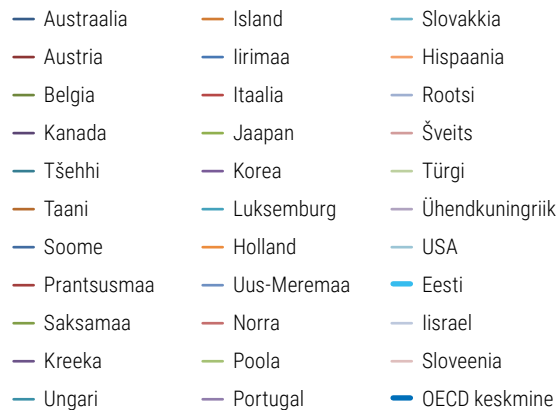 Austraalia
Austria
Belgia
Kanada
Tšehhi
Taani
Soome
Prantsusmaa
Saksamaa
Kreeka
Ungari
Island
Iirimaa
Itaalia
Jaapan
Korea
Luksemburg
Holland
Uus-Meremaa
Norra
Poola
Portugal
Slovakkia
Hispaania
Rootsi
Šveits
Türgi
Ühendkuningriik
USA
Eesti
Iisrael
Sloveenia
OECD keskmine